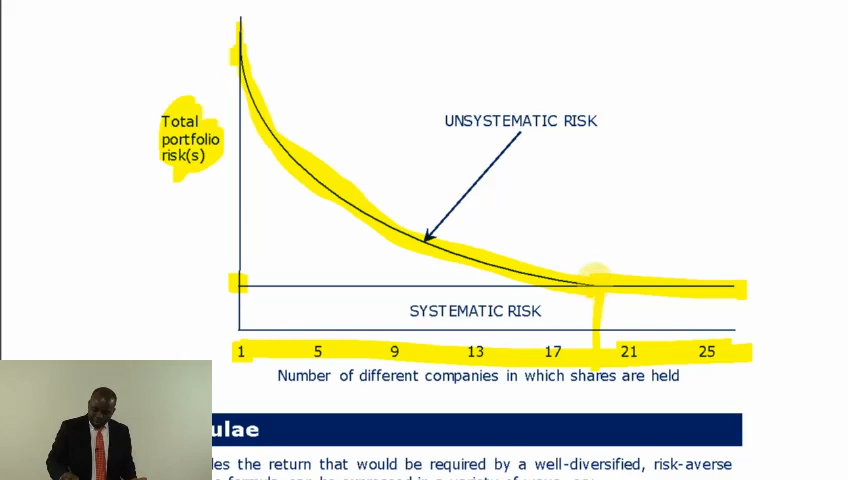 UNSYSTEMATIC RISK
Total
portfolio
risk(s)
SYSTEMATIC RISK
1 5 9 13 17 21 25
Number of different companies in which shares are held
ulae
les the return that would be required by a well-diversified, risk-averse